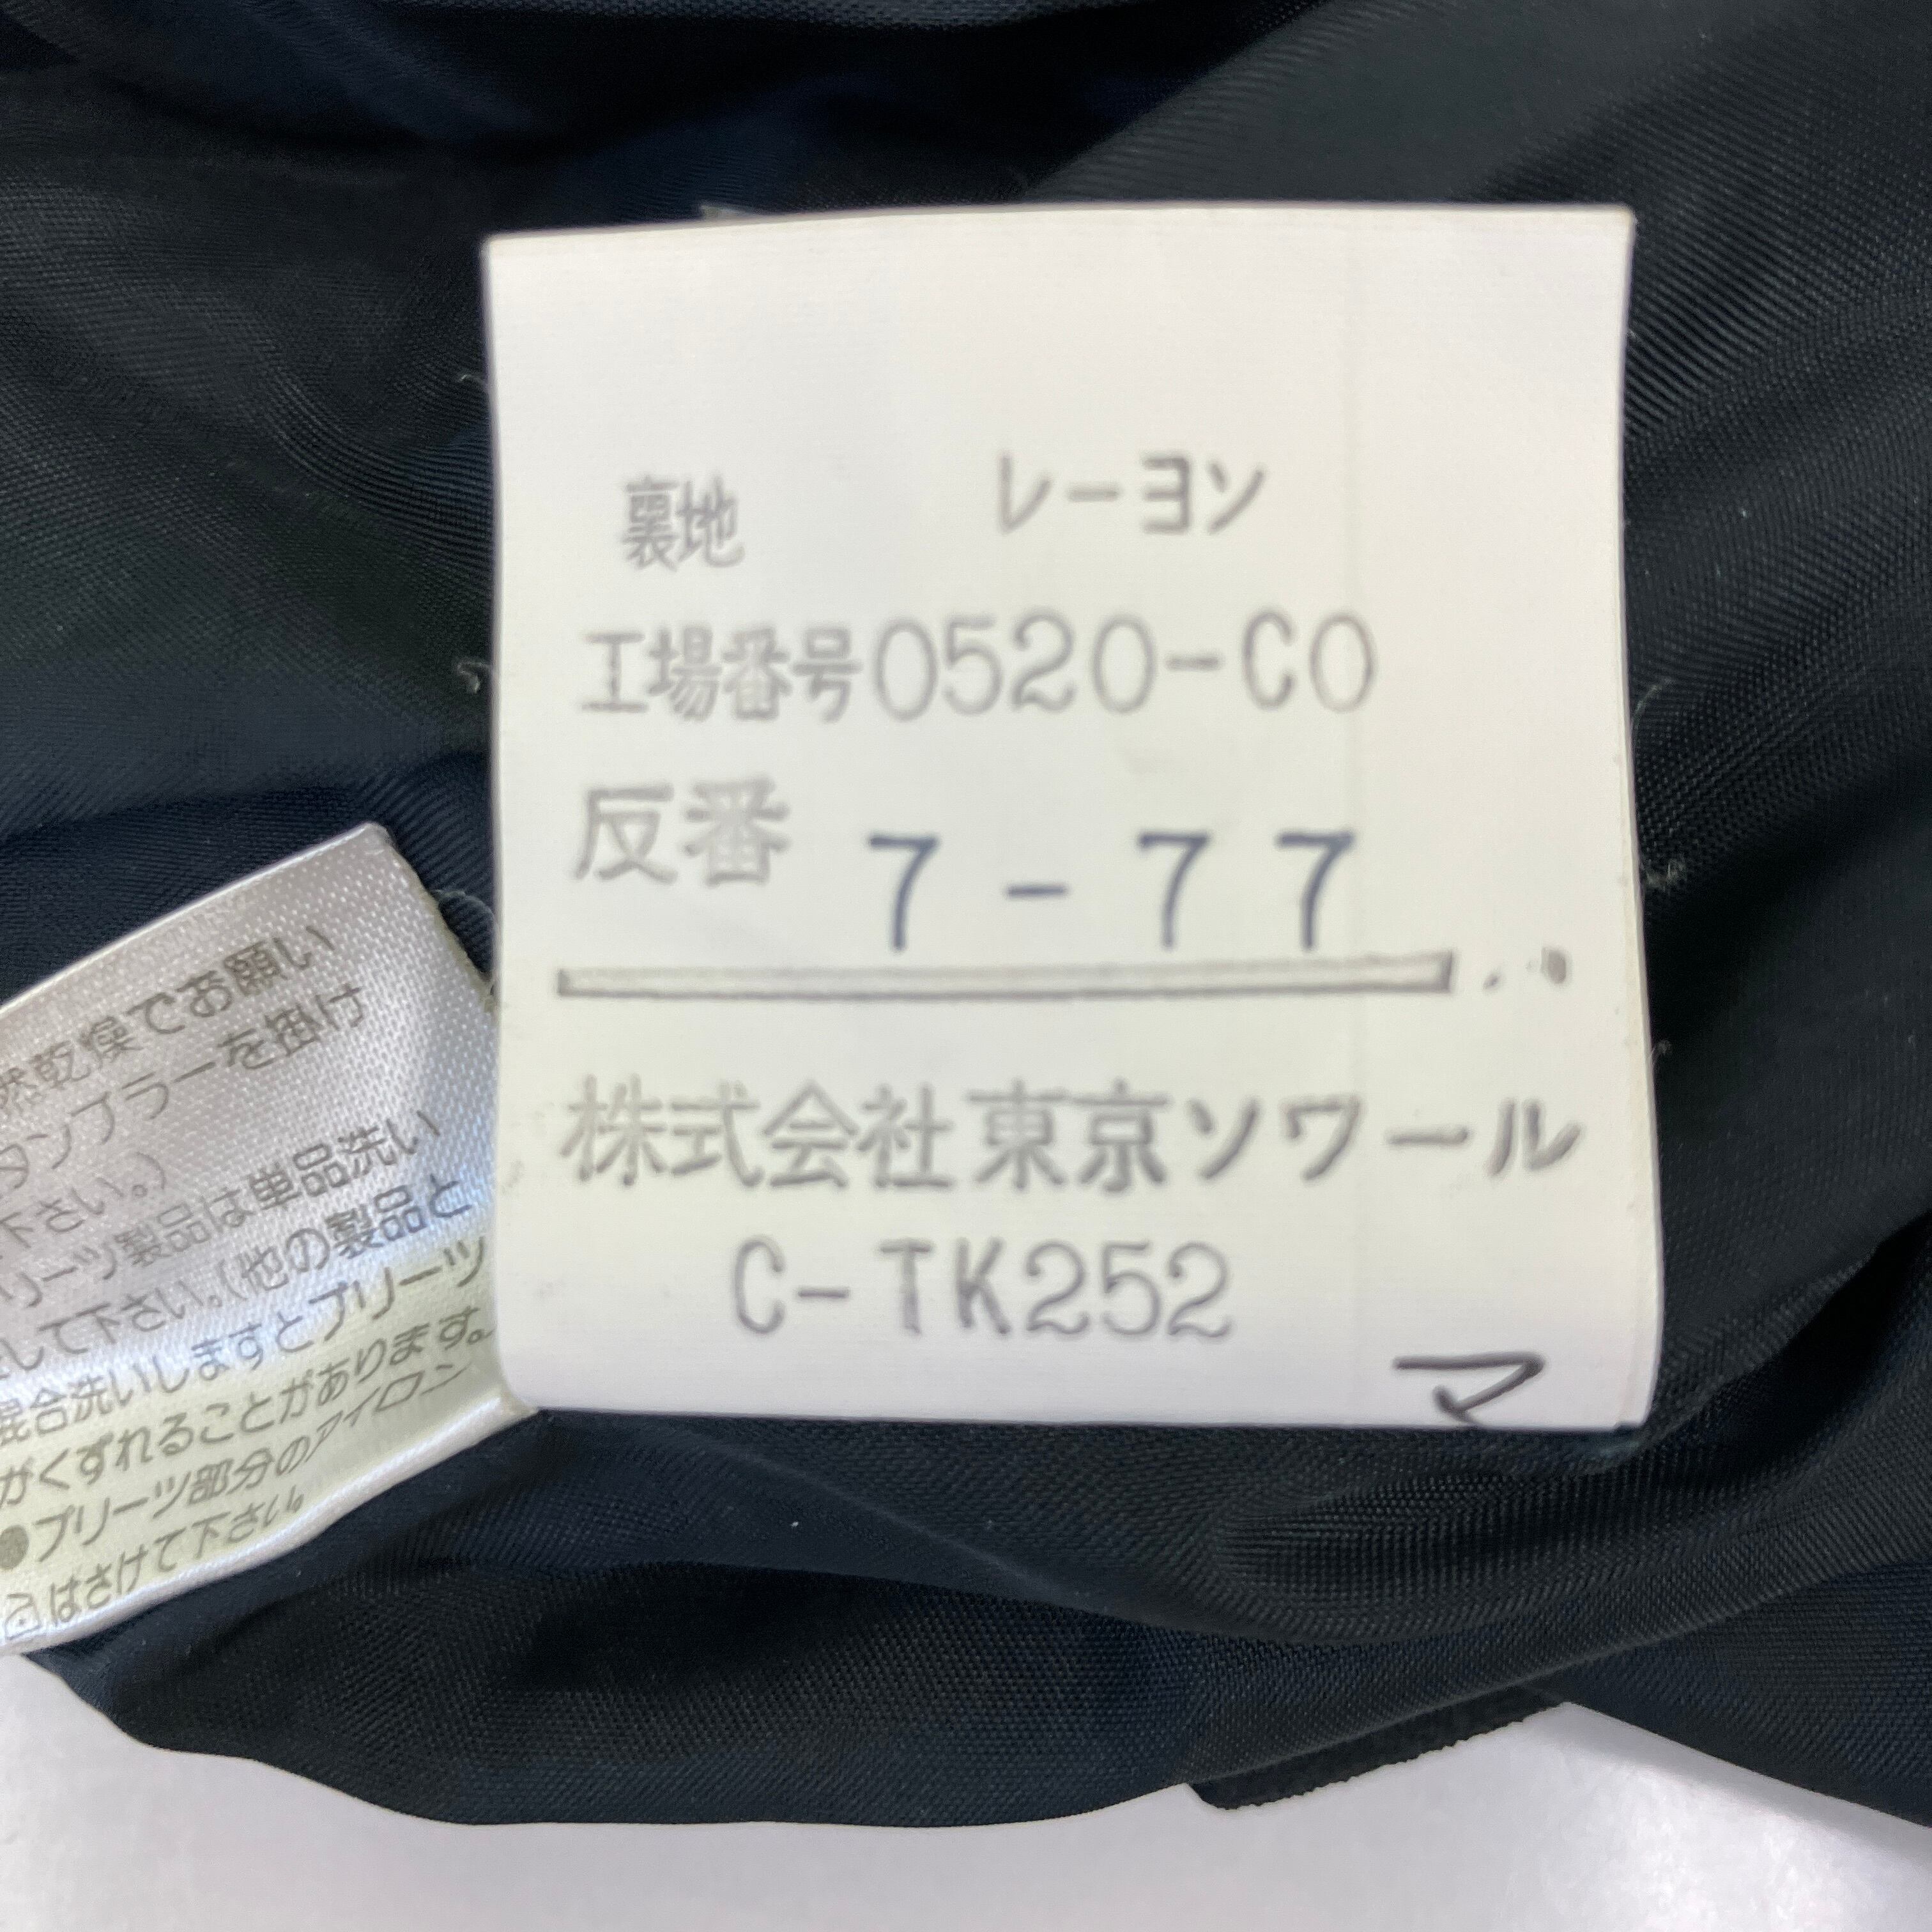 裏地 レーヨン
工場番号0520-C0
反番 7-77
株式会社東京ソワール
C-TK252
マ
然乾燥でお願い
タンブラーを掛け
下さい。)
リーツ製品は単品洗い
して下さい。(他の製品と
混合洗いしますとプリーツ
がくずれることがあります。
●プリーツ部分のアイロン
はさけて下さい。